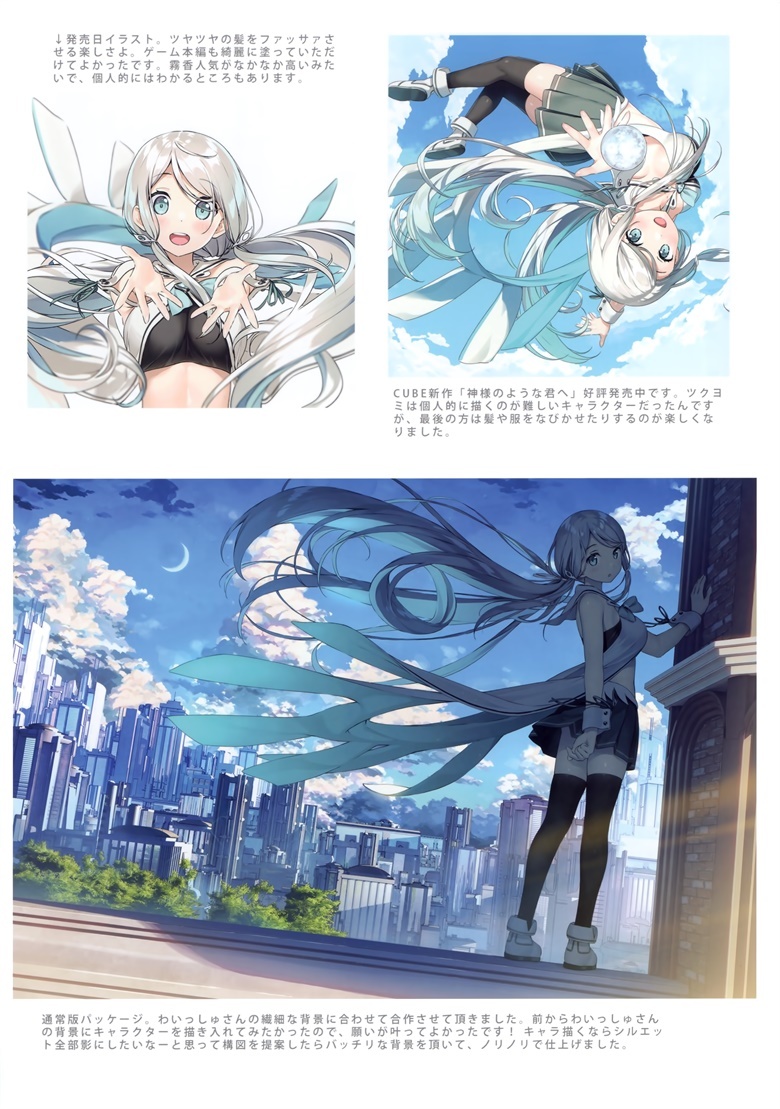 ↓発売日イラスト。ツヤツヤの髪をファッサァさ
せる楽しさよ。ゲーム本編も綺麗に塗っていただ
けてよかったです。霧香人気がなかなか高いみた
いで、個人的にはわかるところもあります。
CUBE新作「神様のような君へ」好評発売中です。ツクヨ
ミは個人的に描くのが難しいキャラクターだったんです
が、最後の方は髪や服をなびかせたりするのが楽しくな
りました。
通常版パッケージ。わいっしゅさんの繊細な背景に合わせて合作させて頂きました。前からわいっしゅさん
の背景にキャラクターを描き入れてみたかったので、願いが叶ってよかったです！ キャラ描くならシルエッ
ト全部影にしたいなーと思って構図を提案したらバッチリな背景を頂いて、ノリノリで仕上げました。